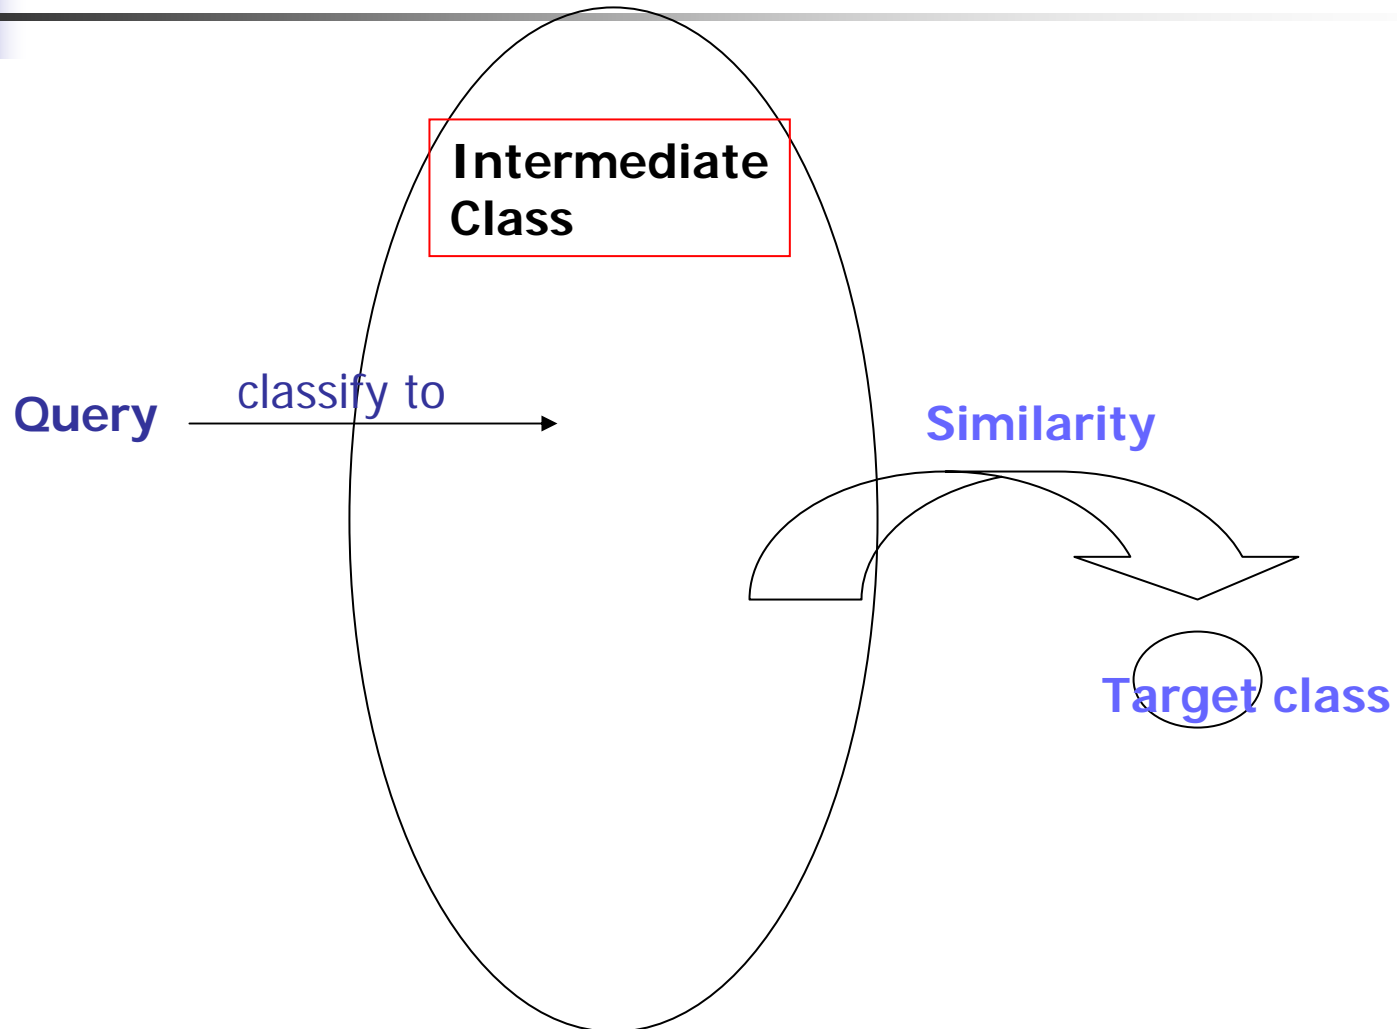 Intermediate
Class
classify to
Query
Similarity
Target class